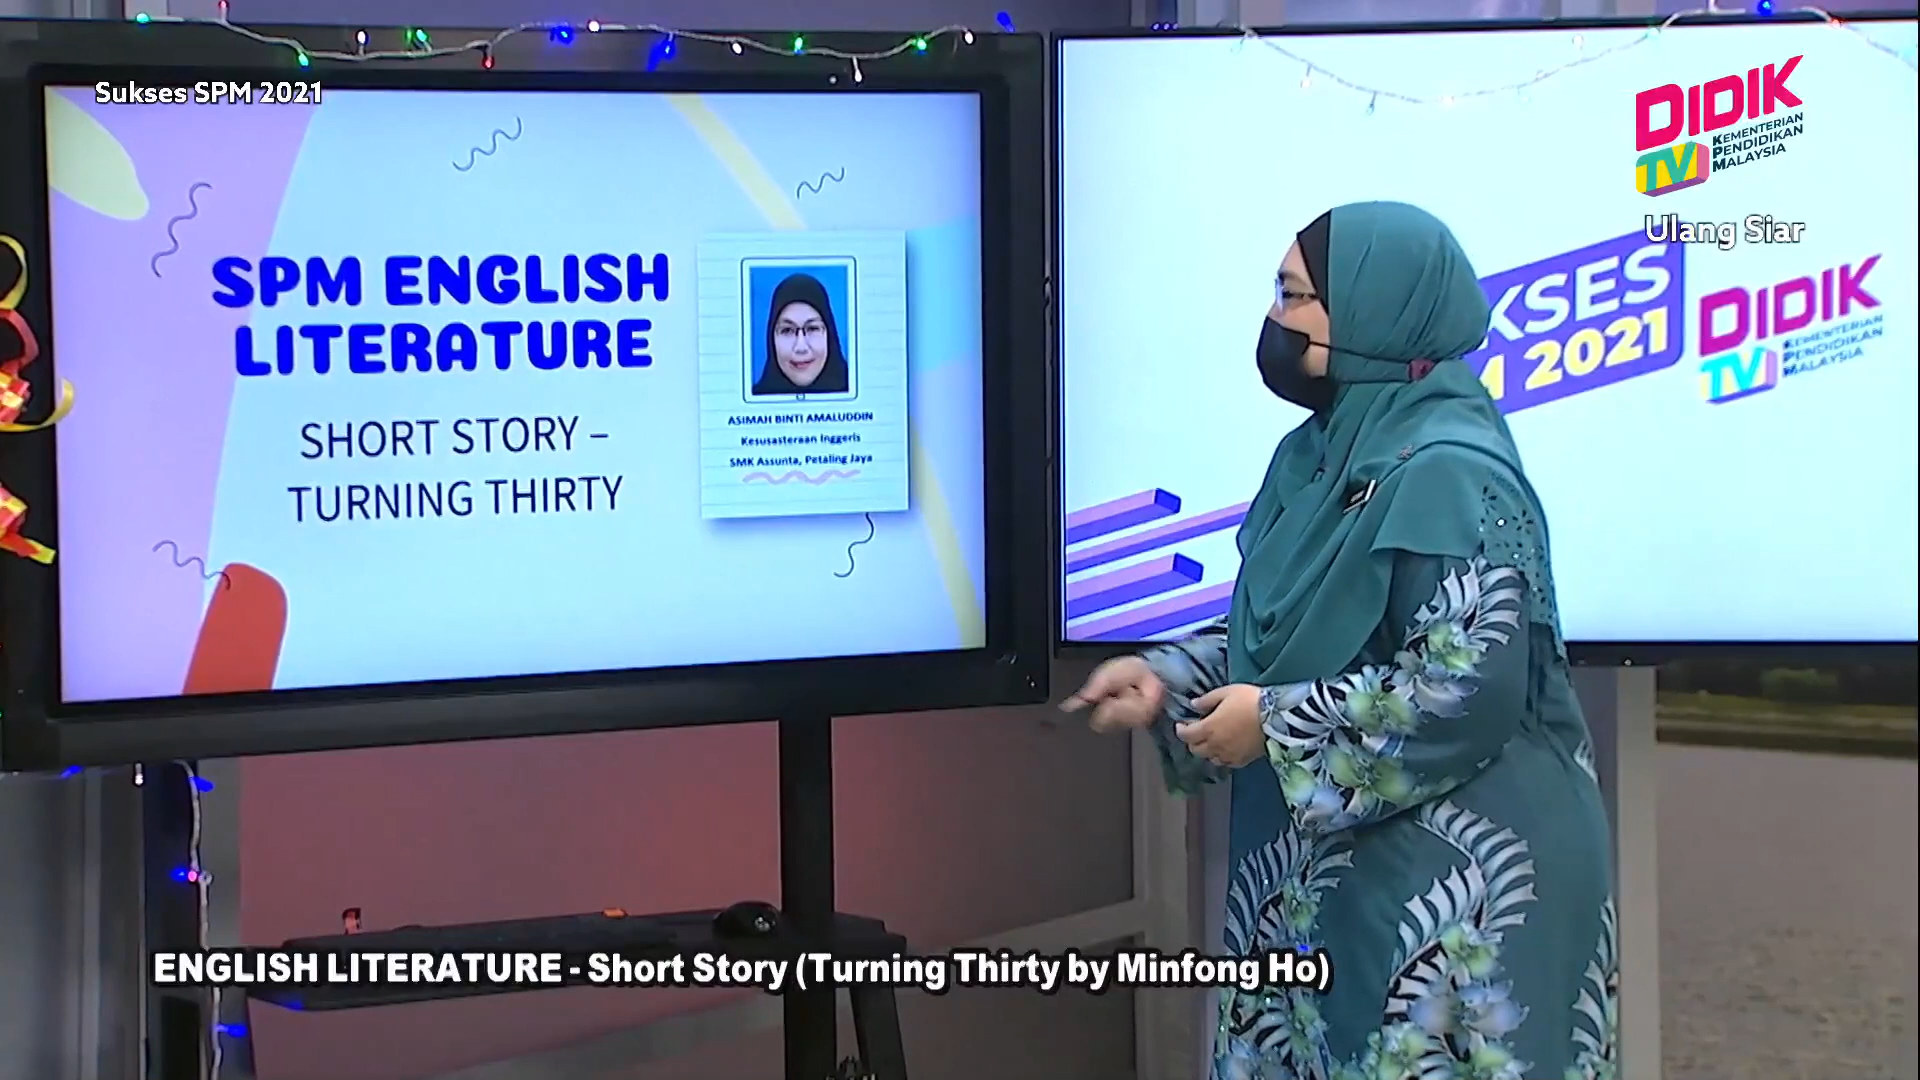 Sukses SPM 2021
SPM ENGLISH
LITERATURE
SHORT STORY –
TURNING THIRTY
ASIMAH BINTI AMALUDDIN
Kesusasteraan Inggeris
SMK Assunta, Petaling Jaya
DIDIK
TV
KEMENTERIAN
PENDIDIKAN
MALAYSIA
Ulang Siar
KSES
M 2021
DIDIK
TV
KEMENTERIAN
PENDIDIKAN
MALAYSIA
ENGLISH LITERATURE - Short Story (Turning Thirty by Minfong Ho)